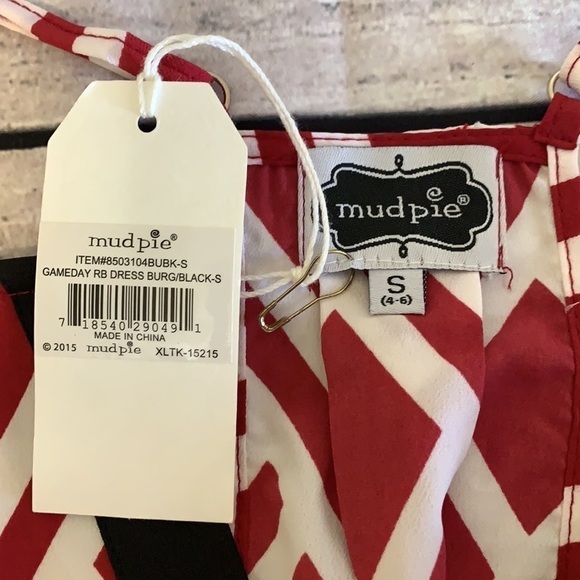 mudpie®
ITEM#8503104BUBK-S
GAMEDAY RB DRESS BURG/BLACK-S
7 18540 29049 1
MADE IN CHINA
© 2015 mudpie XLTK-15215
mudpie®
S
(4-6)